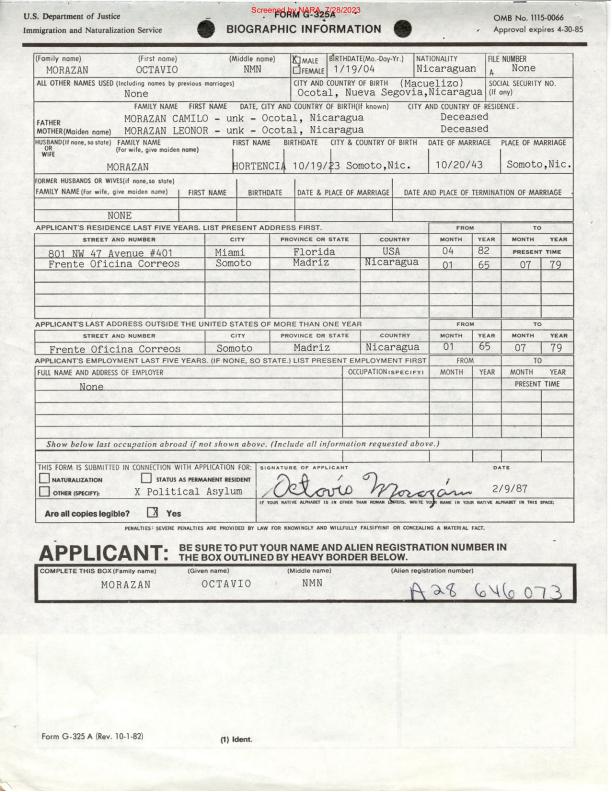 Screened by NARA, 7/28/2023
U.S. Department of Justice
Immigration and Naturalization Service
FORM G-325A
BIOGRAPHIC INFORMATION
OMB No. 1115-0066
Approval expires 4-30-85
(Family name) (First name) (Middle name) X MALE BIRTHDATE(Mo.-Day-Yr.) NATIONALITY FILE NUMBER
MORAZAN OCTAVIO NMN FEMALE 1/19/04 Nicaraguan A None
ALL OTHER NAMES USED (Including names by previous marriages) CITY AND COUNTRY OF BIRTH (Macuelizo) SOCIAL SECURITY NO.
None Ocotal, Nueva Segovia, Nicaragua (If any)
FAMILY NAME FIRST NAME DATE, CITY AND COUNTRY OF BIRTH(If known) CITY AND COUNTRY OF RESIDENCE.
FATHER MORAZAN CAMILO - unk - Ocotal, Nicaragua Deceased
MOTHER(Maiden name) MORAZAN LEONOR - unk - Ocotal, Nicaragua Deceased
HUSBAND(If none, so state) OR WIFE FAMILY NAME (For wife, give maiden name) FIRST NAME BIRTHDATE CITY & COUNTRY OF BIRTH DATE OF MARRIAGE PLACE OF MARRIAGE
MORAZAN HORTENCIA 10/19/23 Somoto,Nic. 10/20/43 Somoto,Nic.
FORMER HUSBANDS OR WIVES(if none,so state)
FAMILY NAME (For wife, give maiden name) FIRST NAME BIRTHDATE DATE & PLACE OF MARRIAGE DATE AND PLACE OF TERMINATION OF MARRIAGE
NONE
APPLICANT'S RESIDENCE LAST FIVE YEARS. LIST PRESENT ADDRESS FIRST. FROM TO
STREET AND NUMBER CITY PROVINCE OR STATE COUNTRY MONTH YEAR MONTH YEAR
801 NW 47 Avenue #401 Miami Florida USA 04 82 PRESENT TIME
Frente Oficina Correos Somoto Madriz Nicaragua 01 65 07 79
APPLICANT'S LAST ADDRESS OUTSIDE THE UNITED STATES OF MORE THAN ONE YEAR FROM TO
STREET AND NUMBER CITY PROVINCE OR STATE COUNTRY MONTH YEAR MONTH YEAR
Frente Oficina Correos Somoto Madriz Nicaragua 01 65 07 79
APPLICANT'S EMPLOYMENT LAST FIVE YEARS. (IF NONE, SO STATE.) LIST PRESENT EMPLOYMENT FIRST FROM TO
FULL NAME AND ADDRESS OF EMPLOYER OCCUPATION(SPECIFY) MONTH YEAR MONTH YEAR
None PRESENT TIME
Show below last occupation abroad if not shown above. (Include all information requested above.)
THIS FORM IS SUBMITTED IN CONNECTION WITH APPLICATION FOR: SIGNATURE OF APPLICANT DATE
NATURALIZATION STATUS AS PERMANENT RESIDENT
OTHER (SPECIFY): X Political Asylum Octavio Morazán 2/9/87
IF YOUR NATIVE ALPHABET IS IN OTHER THAN ROMAN LETTERS, WRITE YOUR NAME IN YOUR NATIVE ALPHABET IN THIS SPACE:
Are all copies legible? X Yes
PENALTIES: SEVERE PENALTIES ARE PROVIDED BY LAW FOR KNOWINGLY AND WILLFULLY FALSIFYING OR CONCEALING A MATERIAL FACT.
APPLICANT: BE SURE TO PUT YOUR NAME AND ALIEN REGISTRATION NUMBER IN
THE BOX OUTLINED BY HEAVY BORDER BELOW.
COMPLETE THIS BOX (Family name) (Given name) (Middle name) (Alien registration number)
MORAZAN OCTAVIO NMN A28 646 073
Form G-325 A (Rev. 10-1-82)
(1) Ident.